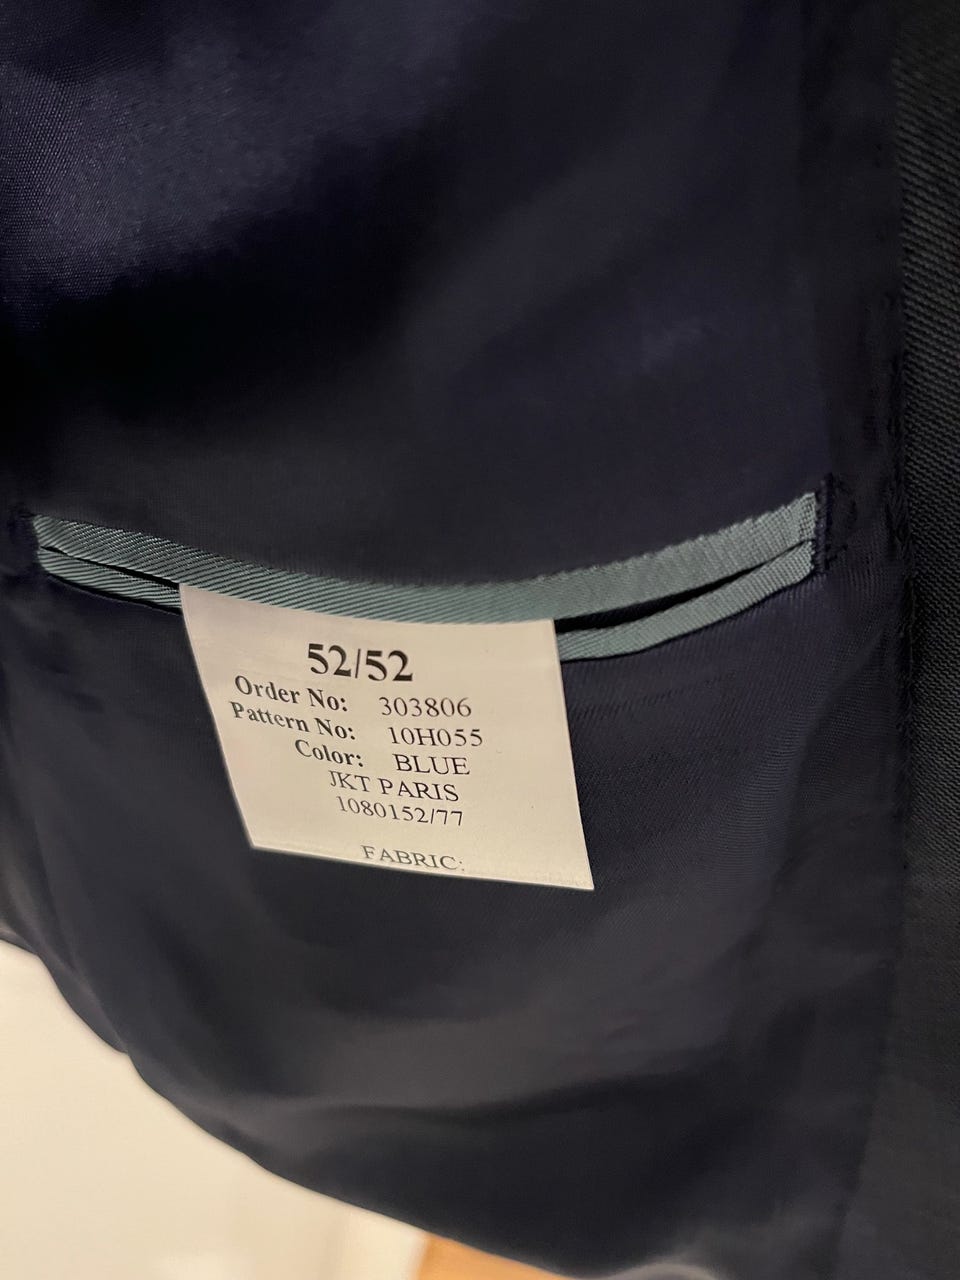 52/52
Order No: 303806
Pattern No: 10H055
Color: BLUE
JKT PARIS
1080152/77
FABRIC: